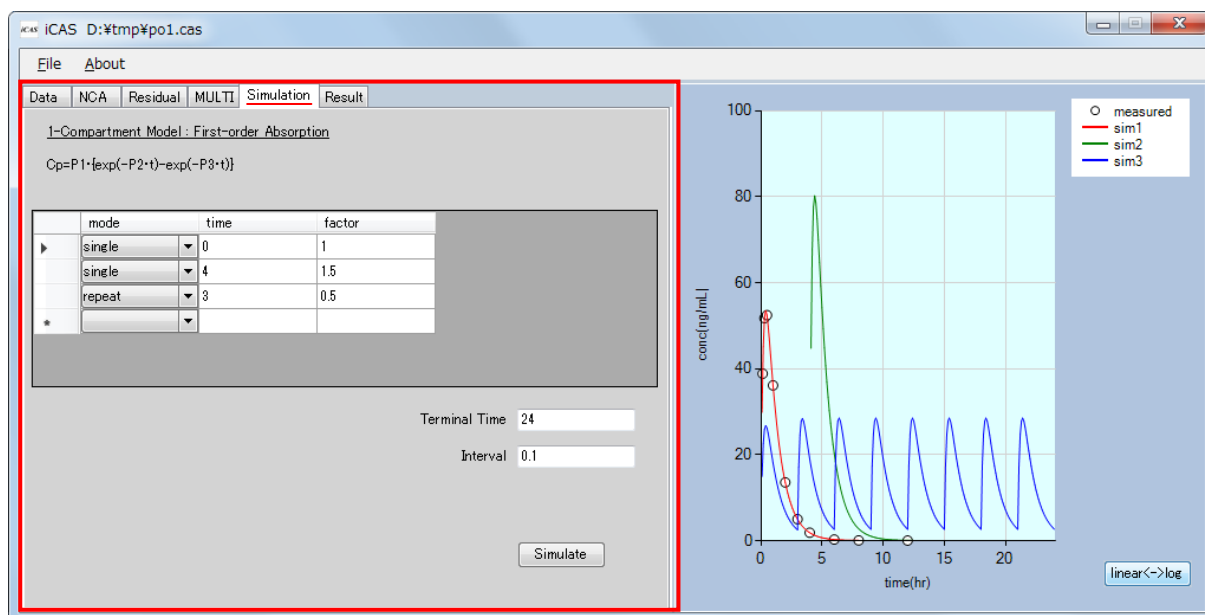 iCAS iCAS D:¥tmp¥po1.cas
File About
Data NCA Residual MULTI Simulation Result
1-Compartment Model : First-order Absorption
Cp=P1・{exp(-P2・t)-exp(-P3・t)}
mode time factor
single 0 1
single 4 1.5
repeat 3 0.5
*
Terminal Time 24
Interval 0.1
Simulate
measured
sim1
sim2
sim3
conc[ng/mL]
100
80
60
40
20
0
0 5 10 15 20
time(hr)
linear<->log